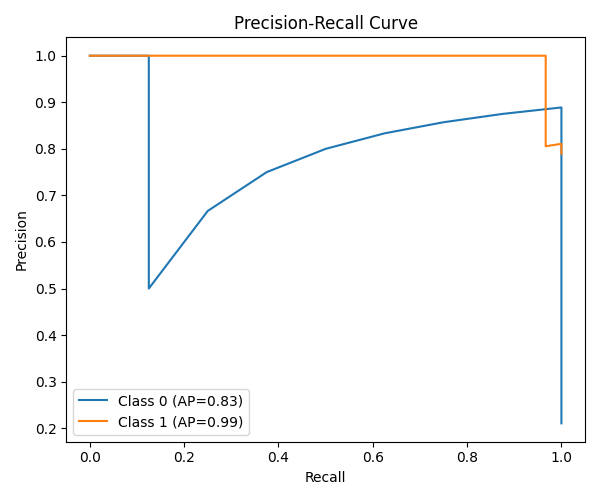 Precision-Recall Curve
1.0
0.9
0.8
0.7
0.6
0.5
0.4
0.3
0.2
Precision
Class 0 (AP=0.83)
Class 1 (AP=0.99)
0.0 0.2 0.4 0.6 0.8 1.0
Recall